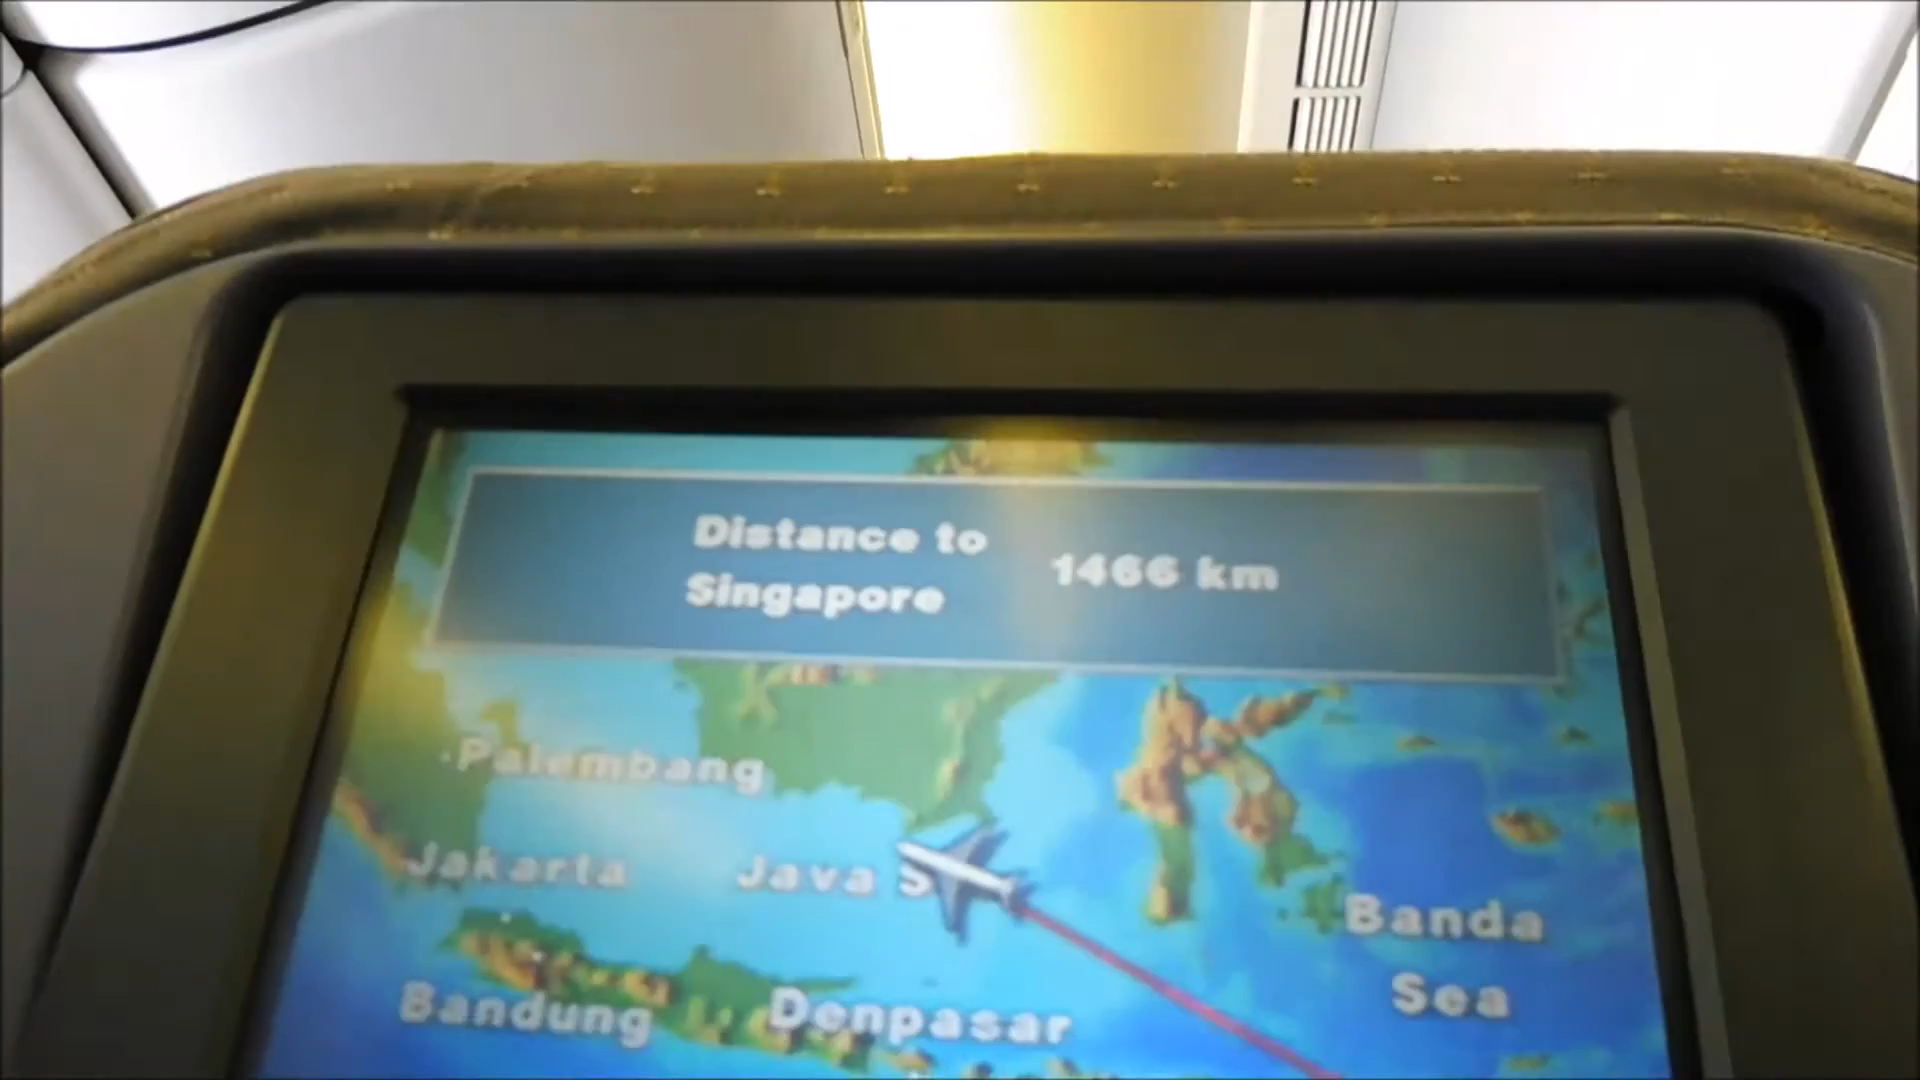 Distance to
Singapore
1466 km
Palembang
Jakarta
Java S
Banda
Sea
Bandung
Denpasar